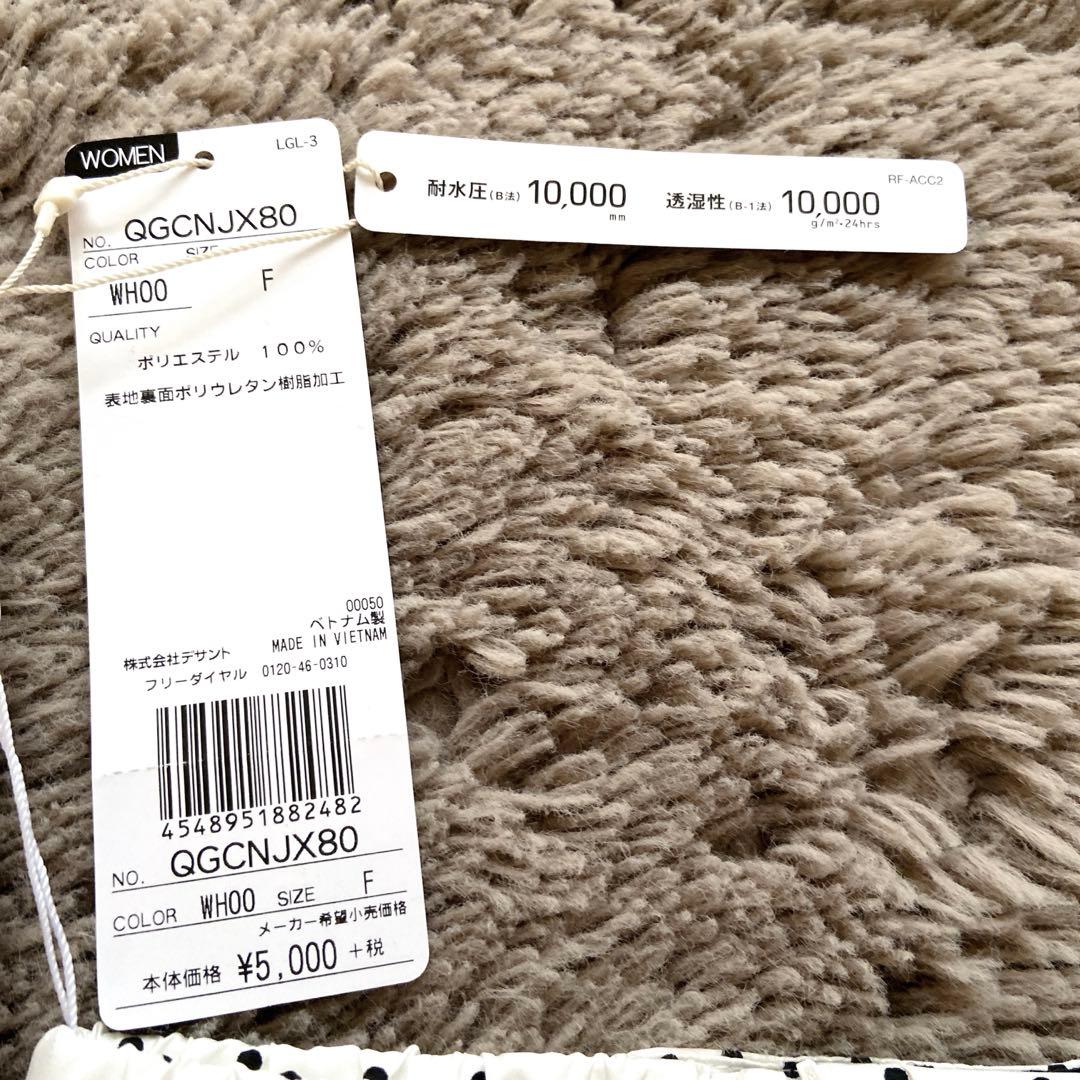 WOMEN
LGL-3
NO. QGCNJX80
COLOR SIZE
WH00 F
QUALITY
ポリエステル 100%
表地裏面ポリウレタン樹脂加工
00050
ベトナム製
MADE IN VIETNAM
株式会社デサント
フリーダイヤル 0120-46-0310
4548951882482
NO. QGCNJX80
COLOR WH00 SIZE F
メーカー希望小売価格
本体価格 ¥5,000 +税
RF-ACC2
耐水圧(B法) 10,000 mm 透湿性(B-1法) 10,000 g/m²·24hrs